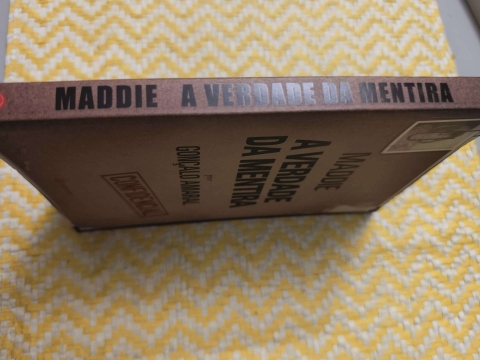 MADDIE A VERDADE DA MENTIRA
MADDIE
A VERDADE
DA MENTIRA
GONÇALO AMARAL
CONFIDENCIAL